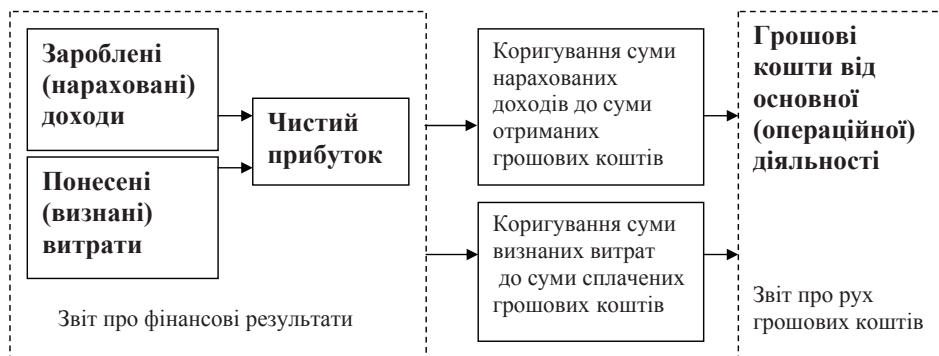 Зароблені
(нараховані)
доходи
Понесені
(визнані)
витрати
Чистий
прибуток
Звіт про фінансові результати
Коригування суми
нарахованих
доходів до суми
отриманих
грошових коштів
Коригування суми
визнаних витрат
до суми сплачених
грошових коштів
Грошові
кошти від
основної
(операційної)
діяльності
Звіт про рух
грошових коштів